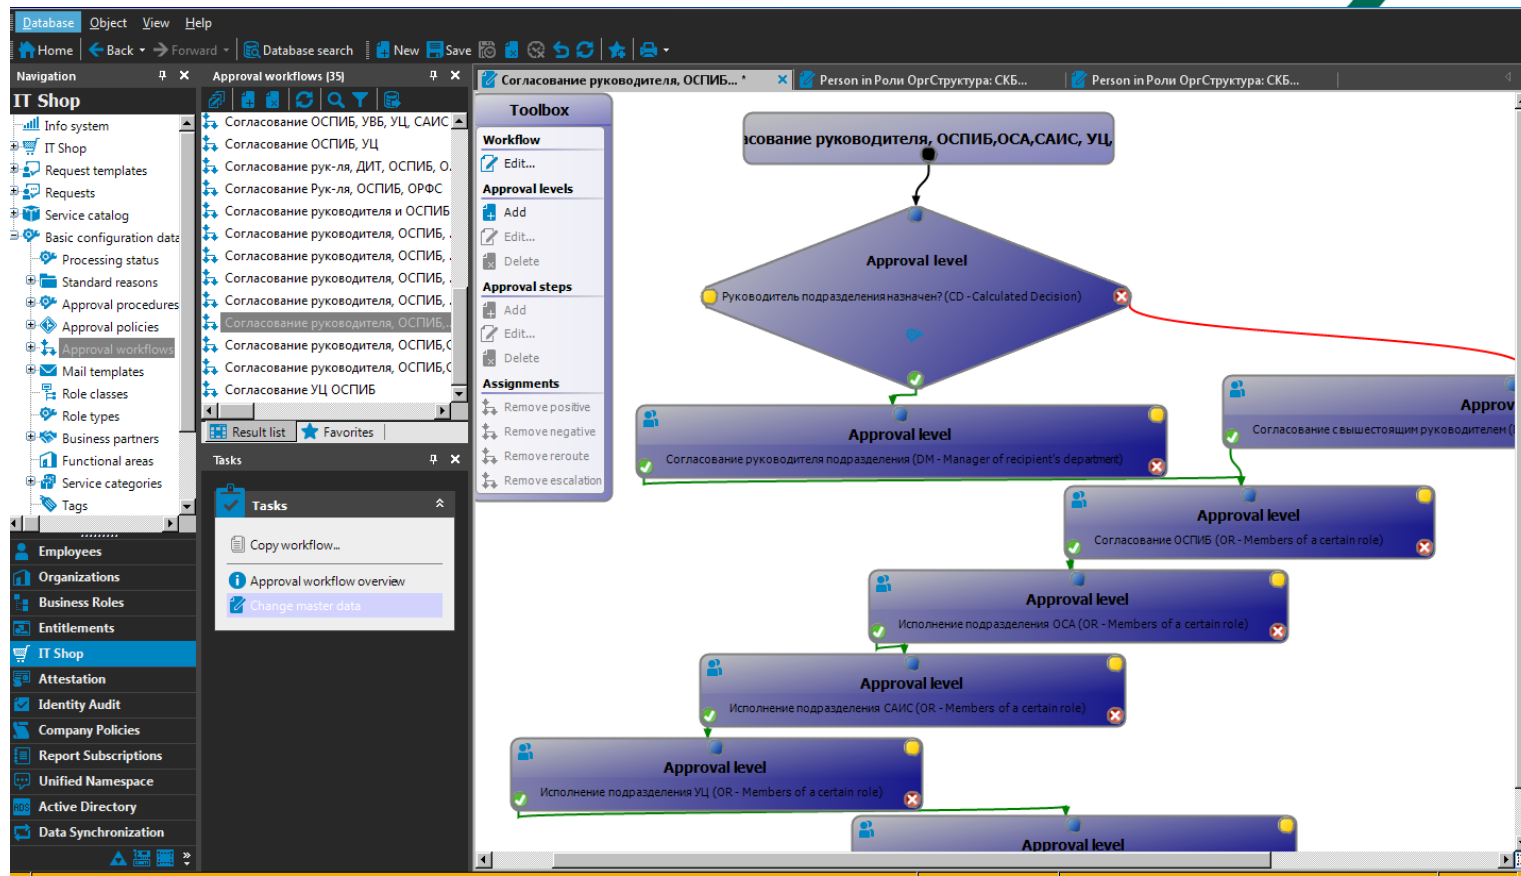 Database Object View Help
Home Back Forward Database search New Save
Navigation
IT Shop
Info system
IT Shop
Request templates
Requests
Service catalog
Basic configuration data
Processing status
Standard reasons
Approval procedures
Approval policies
Approval workflows
Mail templates
Role classes
Role types
Business partners
Functional areas
Service categories
Tags
Employees
Organizations
Business Roles
Entitlements
IT Shop
Attestation
Identity Audit
Company Policies
Report Subscriptions
Unified Namespace
Active Directory
Data Synchronization
Approval workflows (35)
Согласование ОСПИБ, УВБ, УЦ, САИС
Согласование ОСПИБ, УЦ
Согласование рук-ля, ДИТ, ОСПИБ, О.
Согласование Рук-ля, ОСПИБ, ОРФС
Согласование руководителя и ОСПИБ
Согласование руководителя, ОСПИБ, .
Согласование руководителя, ОСПИБ, .
Согласование руководителя, ОСПИБ, .
Согласование руководителя, ОСПИБ, .
Согласование руководителя, ОСПИБ,..
Согласование руководителя, ОСПИБ,С
Согласование руководителя, ОСПИБ,С
Согласование УЦ ОСПИБ
Result list Favorites
Tasks
Tasks
Copy workflow...
Approval workflow overview
Change master data
Согласование руководителя, ОСПИБ... *
Person in Роли ОргСтруктура: СКБ...
Person in Роли ОргСтруктура: СКБ...
Toolbox
Workflow
Edit...
Approval levels
Add
Edit...
Delete
Approval steps
Add
Edit...
Delete
Assignments
Remove positive
Remove negative
Remove reroute
Remove escalation
асование руководителя, ОСПИБ,ОСА,САИС, УЦ,
Approval level
Руководитель подразделения назначен? (CD - Calculated Decision)
Approval level
Согласование руководителя подразделения (DM - Manager of recipient's department)
Approv
Согласование с вышестоящим руководителем (
Approval level
Согласование ОСПИБ (OR - Members of a certain role)
Approval level
Исполнение подразделения ОСА (OR - Members of a certain role)
Approval level
Исполнение подразделения САИС (OR - Members of a certain role)
Approval level
Исполнение подразделения УЦ (OR - Members of a certain role)
Approval level